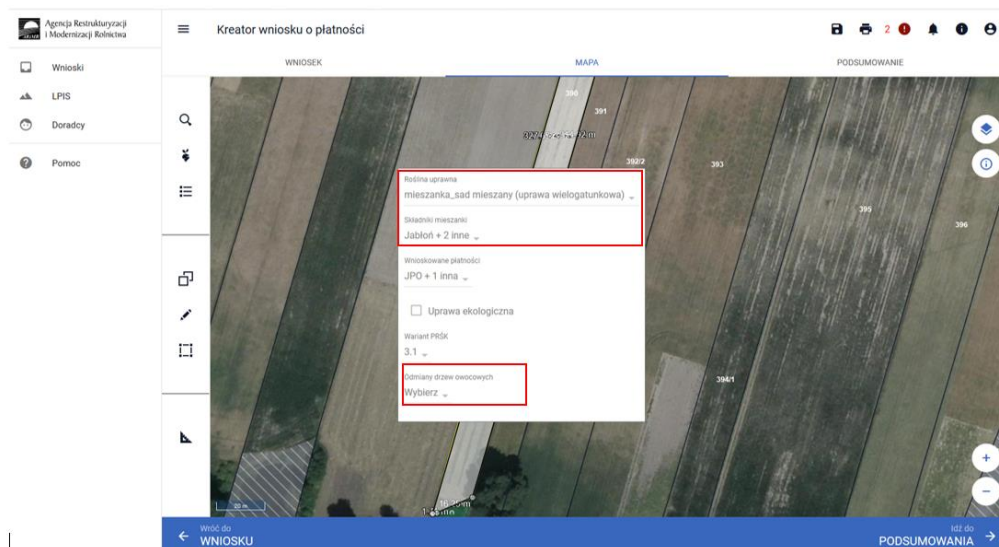 Agencja Restrukturyzacji
i Modernizacji Rolnictwa
Kreator wniosku o płatności
2
WNIOSEK
MAPA
PODSUMOWANIE
Wnioski
LPIS
Doradcy
Pomoc
390
391
392/2
393
395
396
394/1
Roślina uprawna
mieszanka_sad mieszany (uprawa wielogatunkowa)
Składniki mieszanki
Jabłoń + 2 inne
Wnioskowane płatności
JPO + 1 inna
Uprawa ekologiczna
Wariant PRŚK
3.1
Odmiany drzew owocowych
Wybierz
20 m
Wróć do
WNIOSKU
Idź do
PODSUMOWANIA